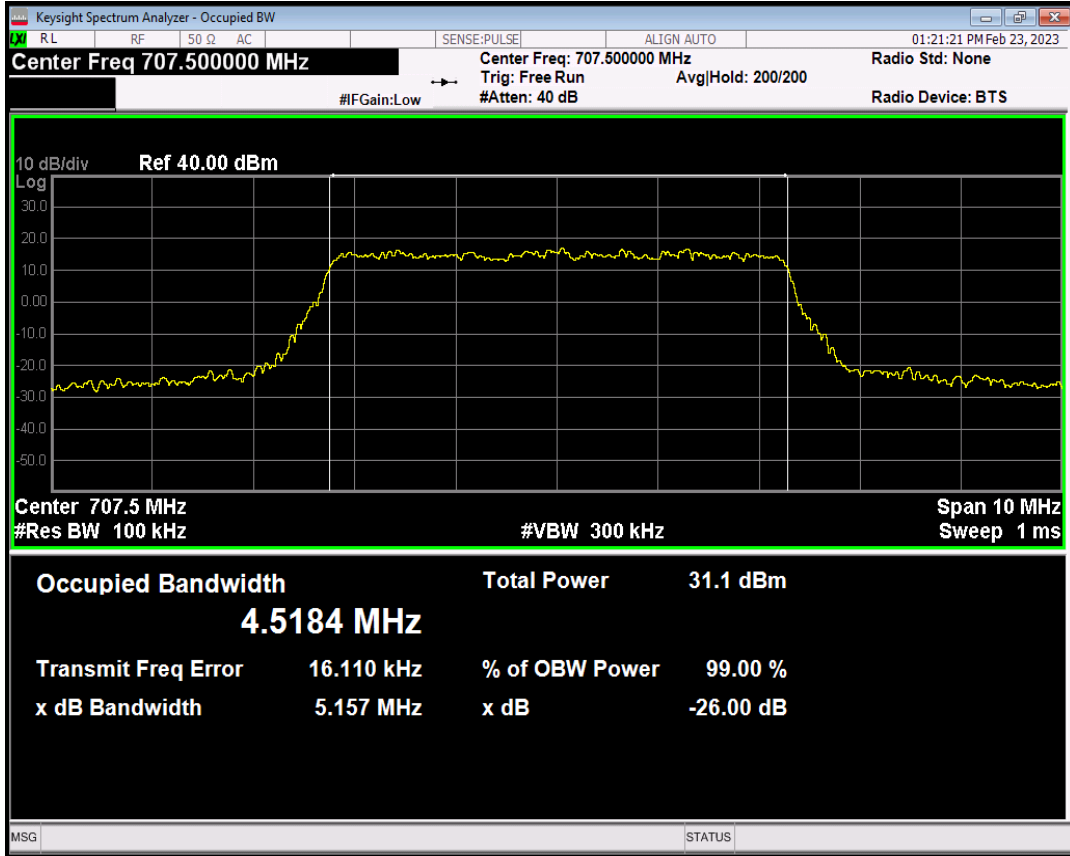 Keysight Spectrum Analyzer - Occupied BW
LXI RL RF 50 Ω AC SENSE:PULSE ALIGN AUTO 01:21:21 PM Feb 23, 2023
Center Freq 707.500000 MHz
Center Freq: 707.500000 MHz Radio Std: None
Trig: Free Run Avg|Hold: 200/200
#IFGain:Low #Atten: 40 dB Radio Device: BTS
10 dB/div Ref 40.00 dBm
Log
30.0
20.0
10.0
0.00
-10.0
-20.0
-30.0
-40.0
-50.0
Center 707.5 MHz Span 10 MHz
#Res BW 100 kHz #VBW 300 kHz Sweep 1 ms
Occupied Bandwidth Total Power 31.1 dBm
4.5184 MHz
Transmit Freq Error 16.110 kHz % of OBW Power 99.00 %
x dB Bandwidth 5.157 MHz x dB -26.00 dB
MSG STATUS